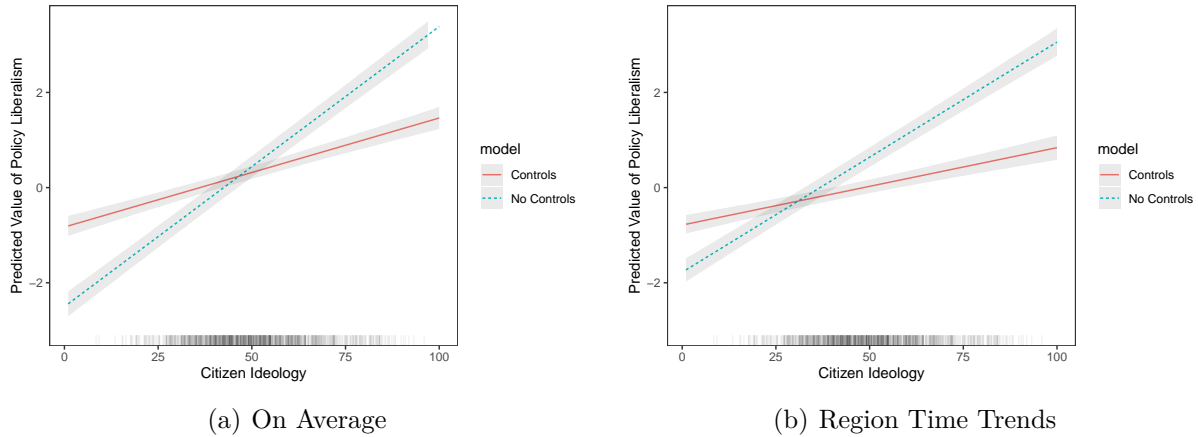 Predicted Value of Policy Liberalism
2
0
−2
0 25 50 75 100
Citizen Ideology
model
Controls
No Controls
(a) On Average
Predicted Value of Policy Liberalism
2
0
−2
0 25 50 75 100
Citizen Ideology
model
Controls
No Controls
(b) Region Time Trends